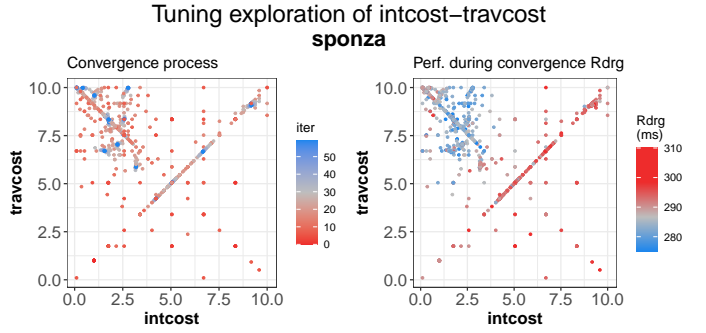 Tuning exploration of intcost−travcost
sponza
Convergence process
travcost
10.0
7.5
5.0
2.5
0.0
0.0 2.5 5.0 7.5 10.0
intcost
iter
50
40
30
20
10
0
Perf. during convergence Rdrg
travcost
10.0
7.5
5.0
2.5
0.0
0.0 2.5 5.0 7.5 10.0
intcost
Rdrg
(ms)
310
300
290
280